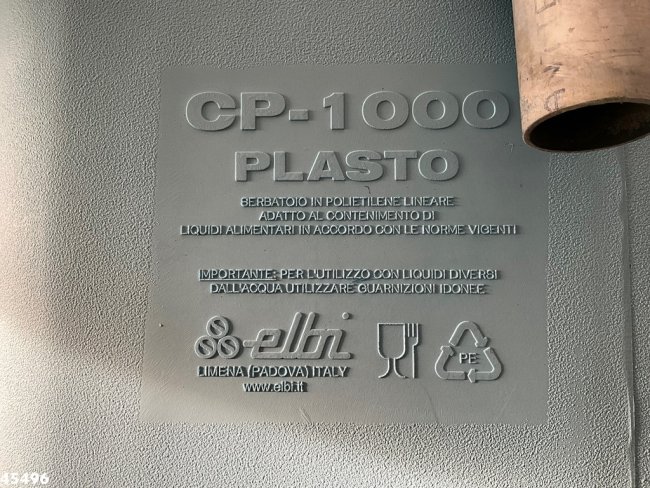 CP-1000
PLASTO
SERBATOIO IN POLIETILENE LINEARE
ADATTO AL CONTENIMENTO DI
LIQUIDI ALIMENTARI IN ACCORDO CON LE NORME VIGENTI
IMPORTANTE: PER L'UTILIZZO CON LIQUIDI DIVERSI
DALL'ACQUA UTILIZZARE GUARNIZIONI IDONEE
elbi
PE
LIMENA (PADOVA) ITALY
www.elbi.it
45496